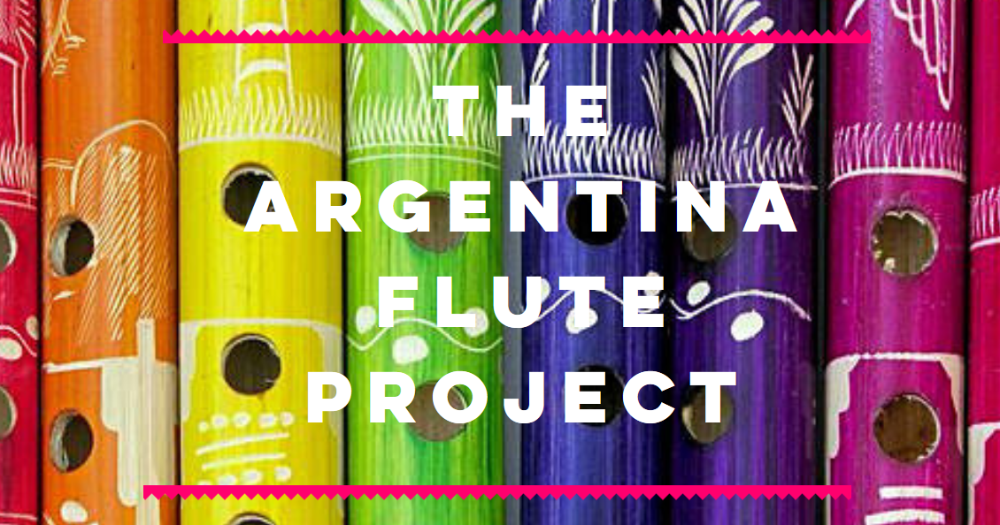 THE
ARGENTINA
FLUTE
PROJECT